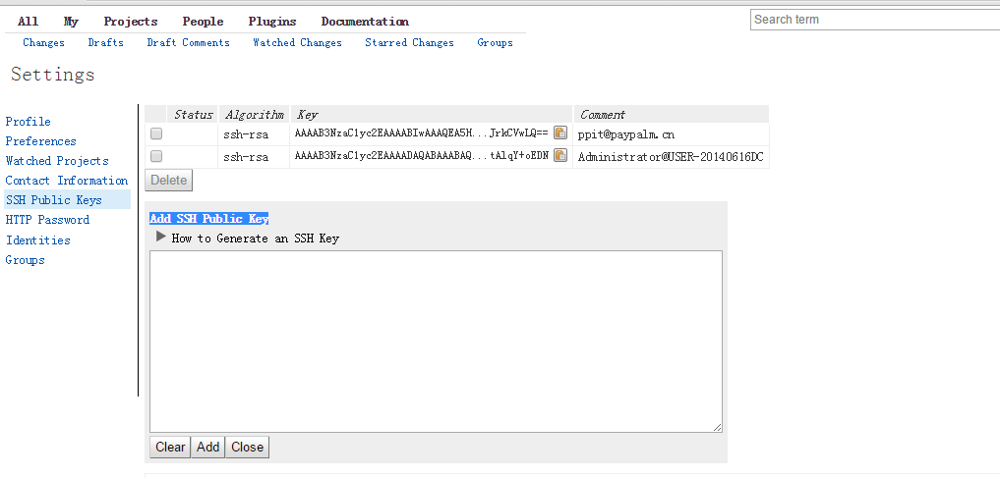 All My Projects People Plugins Documentation
Search term
Changes Drafts Draft Comments Watched Changes Starred Changes Groups
Settings
Profile
Preferences
Watched Projects
Contact Information
SSH Public Keys
HTTP Password
Identities
Groups
Status Algorithm Key Comment
ssh-rsa AAAAB3NzaC1yc2EAAAABIwAAAQEA5H...JrkCVwLQ== ppit@paypalm.cn
ssh-rsa AAAAB3NzaC1yc2EAAAADAQABAAABAQ...tAlqY+oEDN Administrator@USER-20140616DC
Delete
Add SSH Public Key
How to Generate an SSH Key
Clear Add Close